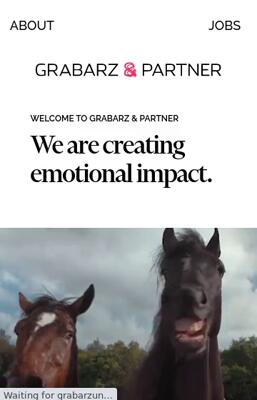 ABOUT JOBS
GRABARZ & PARTNER
WELCOME TO GRABARZ & PARTNER
We are creating
emotional impact.
Waiting for grabarzun...